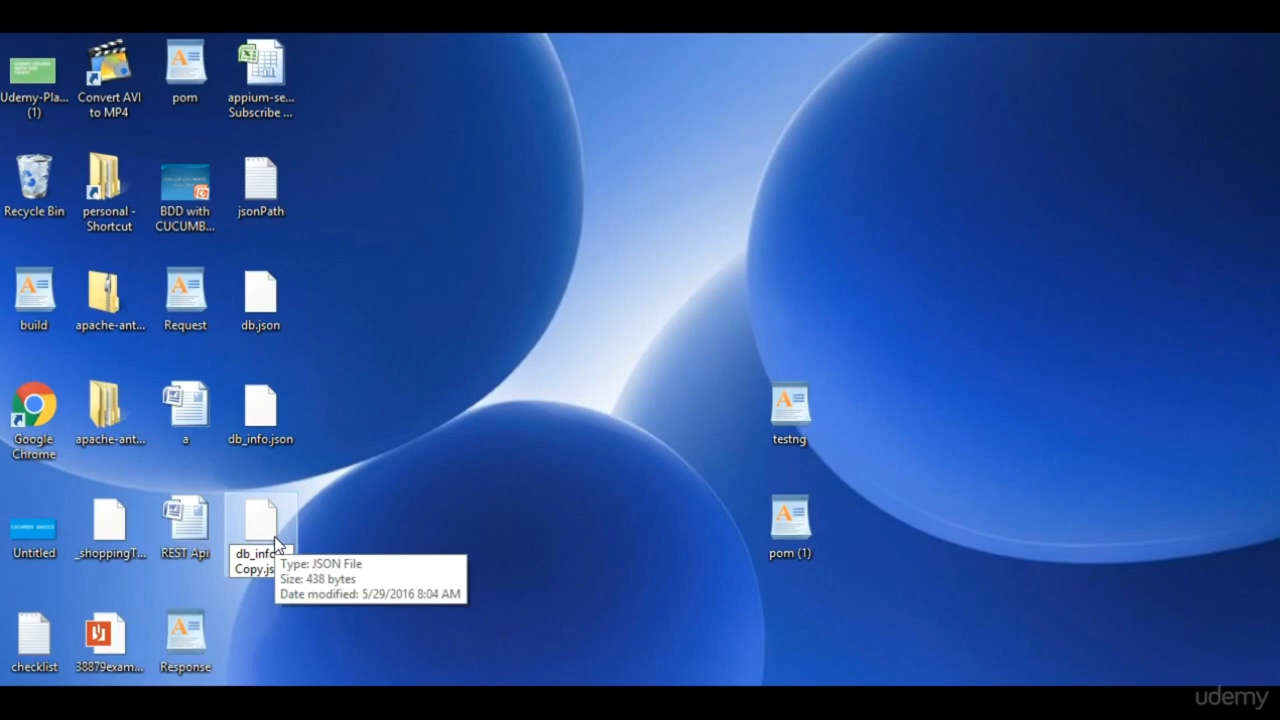 Udemy-Pla...
(1)
Convert AVI
to MP4
pom
appium-se...
Subscribe ...
Recycle Bin
personal -
Shortcut
BDD with
CUCUMB...
jsonPath
build
apache-ant...
Request
db.json
Google
Chrome
apache-ant...
a
db_info.json
testng
Untitled
_shoppingT...
REST Api
db_info
Copy.js
Type: JSON File
Size: 438 bytes
Date modified: 5/29/2016 8:04 AM
pom (1)
checklist
38879exam...
Response
CUCUMBER BASICS
udemy